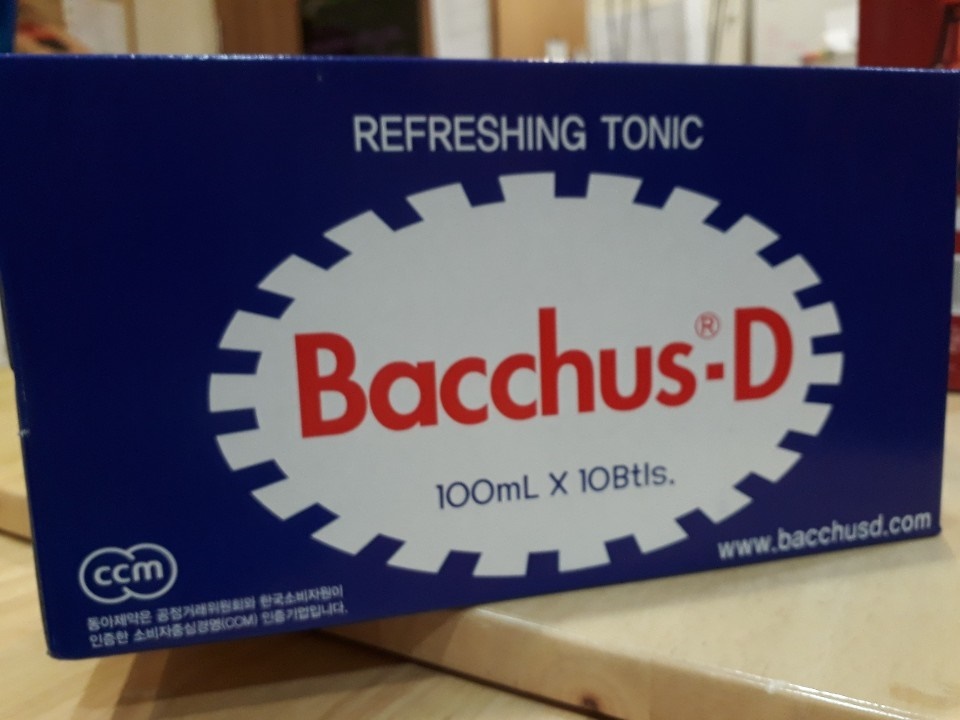 REFRESHING TONIC
Bacchus®-D
100mL X 10Btls.
www.bacchusd.com
ccm
동아제약은 공정거래위원회와 한국소비자원이
인증한 소비자중심경영(CCM) 인증기업입니다.